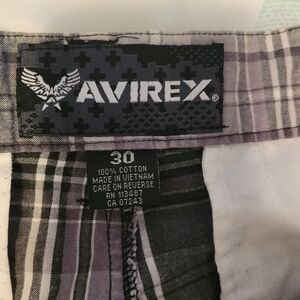 AVIREX®
30
100% COTTON
MADE IN VIETNAM
CARE ON REVERSE
RN 113487
CA 07243